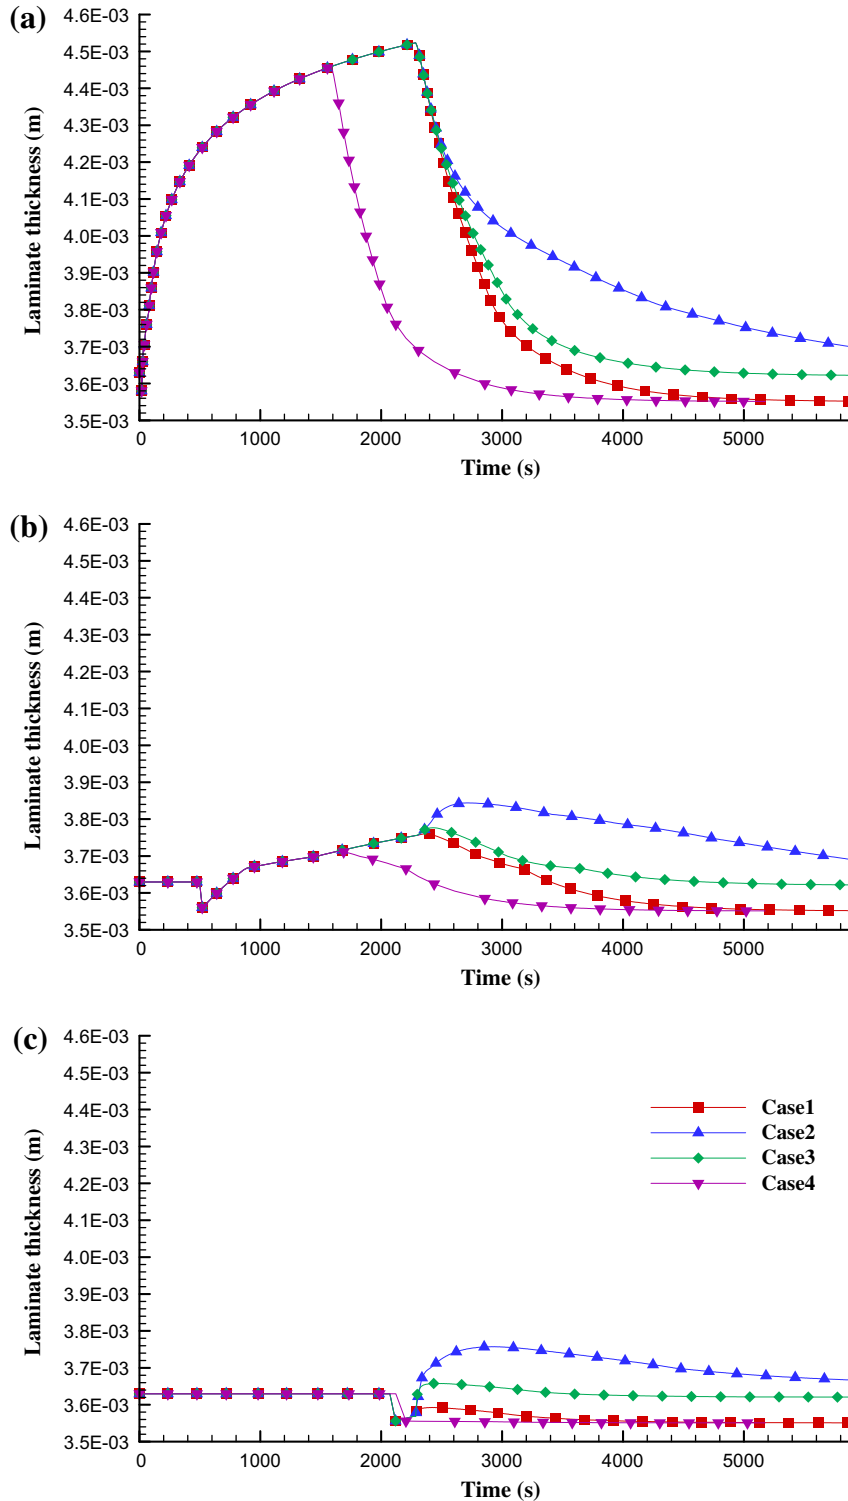 (a)
4.6E-03
4.5E-03
4.4E-03
4.3E-03
4.2E-03
4.1E-03
4.0E-03
3.9E-03
3.8E-03
3.7E-03
3.6E-03
3.5E-03
Laminate thickness (m)
0 1000 2000 3000 4000 5000
Time (s)
(b)
4.6E-03
4.5E-03
4.4E-03
4.3E-03
4.2E-03
4.1E-03
4.0E-03
3.9E-03
3.8E-03
3.7E-03
3.6E-03
3.5E-03
Laminate thickness (m)
0 1000 2000 3000 4000 5000
Time (s)
(c)
4.6E-03
4.5E-03
4.4E-03
4.3E-03
4.2E-03
4.1E-03
4.0E-03
3.9E-03
3.8E-03
3.7E-03
3.6E-03
3.5E-03
Laminate thickness (m)
Case1
Case2
Case3
Case4
0 1000 2000 3000 4000 5000
Time (s)